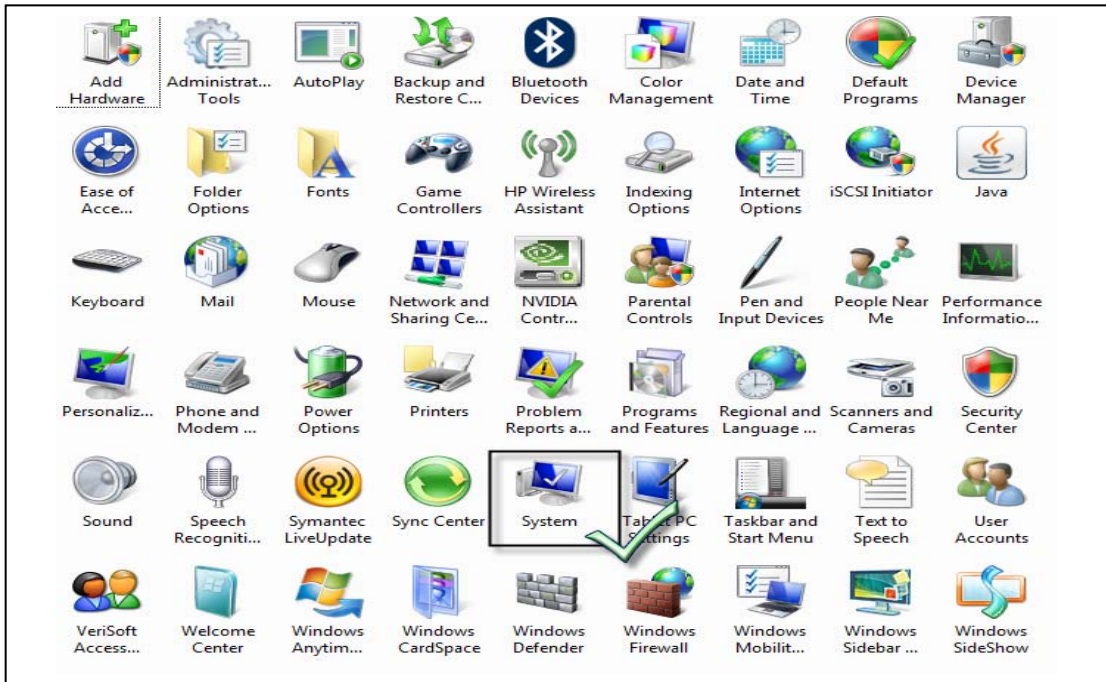 Add Administrat... AutoPlay Backup and Bluetooth Color Date and Default Device
Hardware Tools Restore C... Devices Management Time Programs Manager
Ease of Folder Fonts Game HP Wireless Indexing Internet iSCSI Initiator Java
Acce... Options Controllers Assistant Options Options
Keyboard Mail Mouse Network and NVIDIA Parental Pen and People Near Performance
Sharing Ce... Contr... Controls Input Devices Me Informatio...
Personaliz... Phone and Power Printers Problem Programs Regional and Scanners and Security
Modem ... Options Reports a... and Features Language ... Cameras Center
Sound Speech Symantec Sync Center System Tablet PC Taskbar and Text to User
Recogniti... LiveUpdate Start Menu Speech Accounts
VeriSoft Welcome Windows Windows Windows Windows Windows Windows Windows
Access... Center Anytim... CardSpace Defender Firewall Mobilit... Sidebar ... SideShow